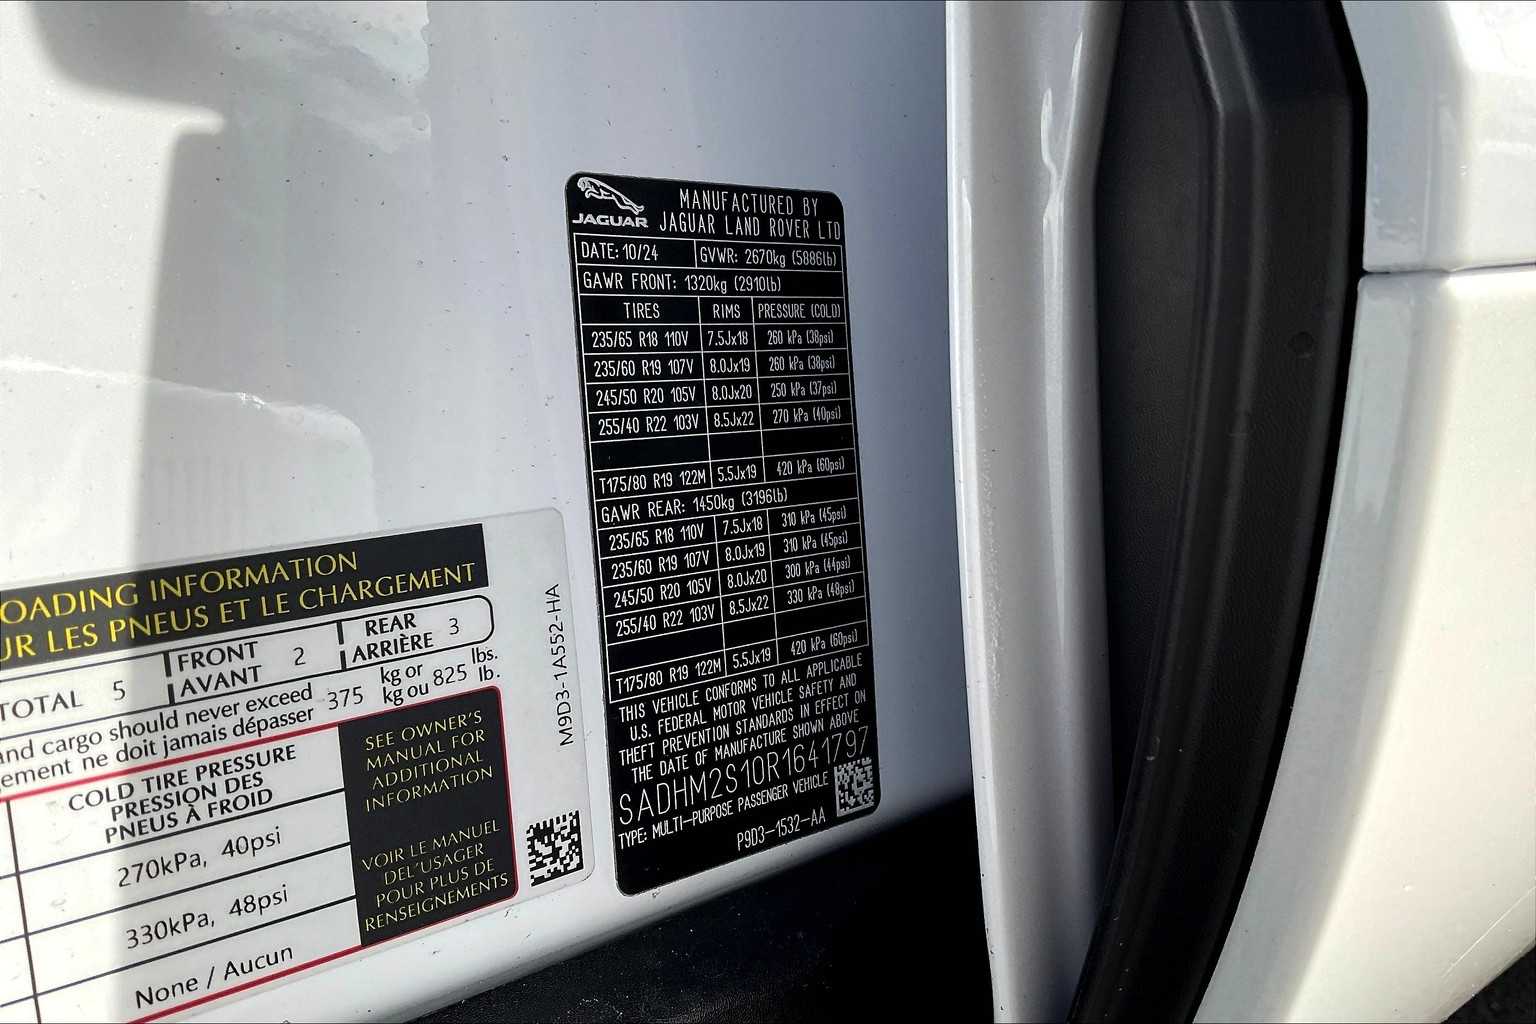 JAGUAR
MANUFACTURED BY
JAGUAR LAND ROVER LTD
DATE: 10/24 GVWR: 2670kg (5886lb)
GAWR FRONT: 1320kg (2910lb)
TIRES RIMS PRESSURE (COLD)
235/65 R18 110V 7.5Jx18 260 kPa (38psi)
235/60 R19 107V 8.0Jx19 260 kPa (38psi)
245/50 R20 105V 8.0Jx20 250 kPa (37psi)
255/40 R22 103V 8.5Jx22 270 kPa (40psi)
T175/80 R19 122M 5.5Jx19 420 kPa (60psi)
GAWR REAR: 1450kg (3196lb)
235/65 R18 110V 7.5Jx18 310 kPa (45psi)
235/60 R19 107V 8.0Jx19 310 kPa (45psi)
245/50 R20 105V 8.0Jx20 300 kPa (44psi)
255/40 R22 103V 8.5Jx22 330 kPa (48psi)
T175/80 R19 122M 5.5Jx19 420 kPa (60psi)
THIS VEHICLE CONFORMS TO ALL APPLICABLE
U.S. FEDERAL MOTOR VEHICLE SAFETY AND
THEFT PREVENTION STANDARDS IN EFFECT ON
THE DATE OF MANUFACTURE SHOWN ABOVE
SADHM2S10R1641797
TYPE: MULTI-PURPOSE PASSENGER VEHICLE
P9D3-1532-AA
OADING INFORMATION
UR LES PNEUS ET LE CHARGEMENT
TOTAL 5 FRONT AVANT 2 REAR ARRIÈRE 3
and cargo should never exceed 375 kg or 825 lbs.
gement ne doit jamais dépasser kg ou lb.
COLD TIRE PRESSURE
PRESSION DES
PNEUS À FROID
270kPa, 40psi
330kPa, 48psi
None / Aucun
SEE OWNER'S
MANUAL FOR
ADDITIONAL
INFORMATION
VOIR LE MANUEL
DEL'USAGER
POUR PLUS DE
RENSEIGNEMENTS
M9D3-1A552-HA